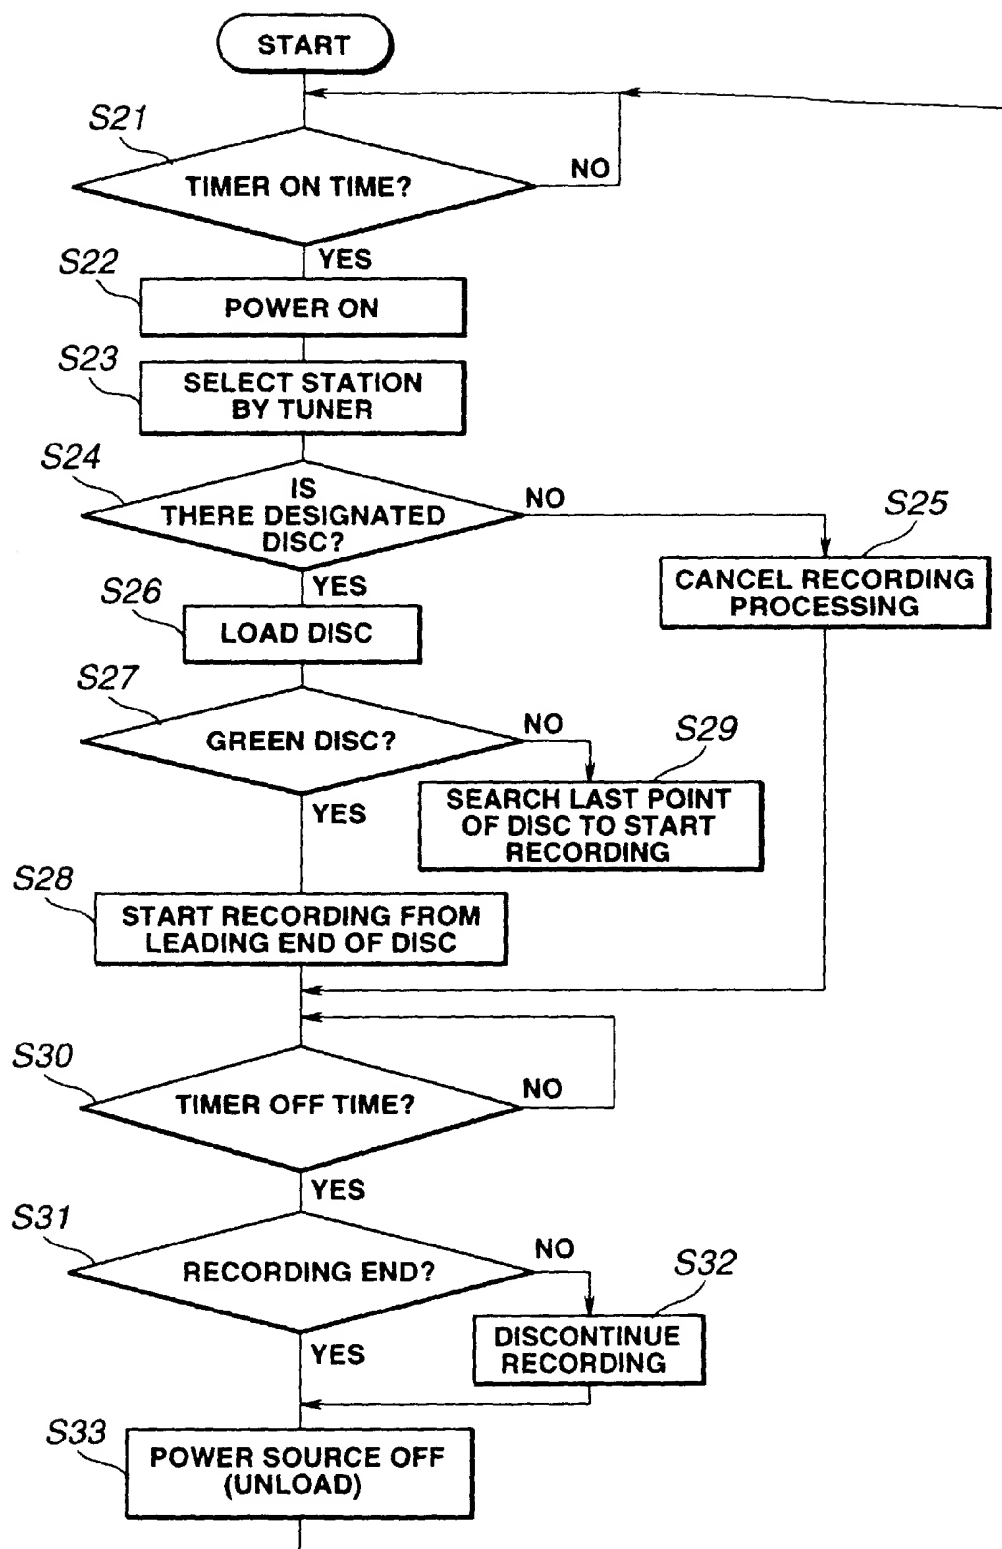 START
S21
TIMER ON TIME?
NO
YES
S22
POWER ON
S23
SELECT STATION
BY TUNER
S24
IS
THERE DESIGNATED
DISC?
NO
YES
S25
CANCEL RECORDING
PROCESSING
S26
LOAD DISC
S27
GREEN DISC?
NO
YES
S29
SEARCH LAST POINT
OF DISC TO START
RECORDING
S28
START RECORDING FROM
LEADING END OF DISC
S30
TIMER OFF TIME?
NO
YES
S31
RECORDING END?
NO
YES
S32
DISCONTINUE
RECORDING
S33
POWER SOURCE OFF
(UNLOAD)